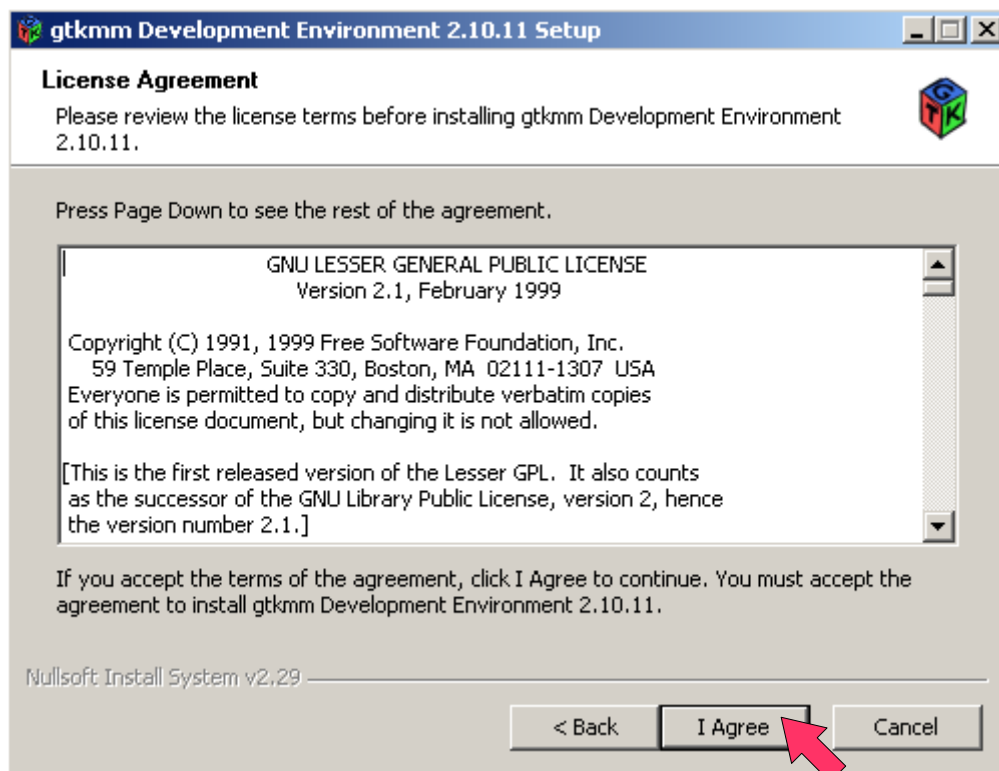 gtkmm Development Environment 2.10.11 Setup
License Agreement
Please review the license terms before installing gtkmm Development Environment
2.10.11.
GTK
Press Page Down to see the rest of the agreement.
GNU LESSER GENERAL PUBLIC LICENSE
Version 2.1, February 1999
Copyright (C) 1991, 1999 Free Software Foundation, Inc.
59 Temple Place, Suite 330, Boston, MA  02111-1307  USA
Everyone is permitted to copy and distribute verbatim copies
of this license document, but changing it is not allowed.
[This is the first released version of the Lesser GPL.  It also counts
as the successor of the GNU Library Public License, version 2, hence
the version number 2.1.]
If you accept the terms of the agreement, click I Agree to continue. You must accept the
agreement to install gtkmm Development Environment 2.10.11.
Nullsoft Install System v2.29
< Back
I Agree
Cancel